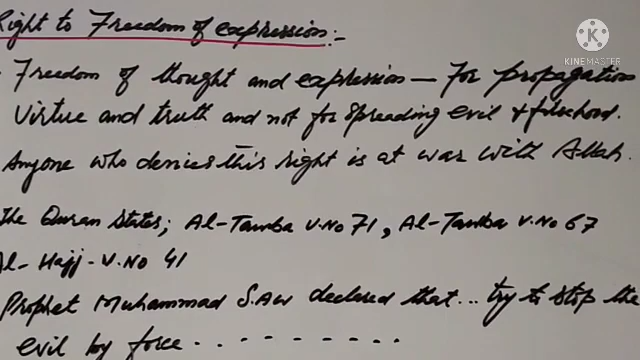 Right to Freedom of expression:-
KINEMASTER
Freedom of thought and expression — For propagation
Virtue and truth and not for spreading evil & falsehood.
Anyone who denies this right is at war with Allah.
The Quran States; Al-Tauba V.No 71, Al-Tauba V.No 67
Al-Hajj-V.No 41
Prophet Muhammad S.Aw declared that... try to stop the
evil by force..........